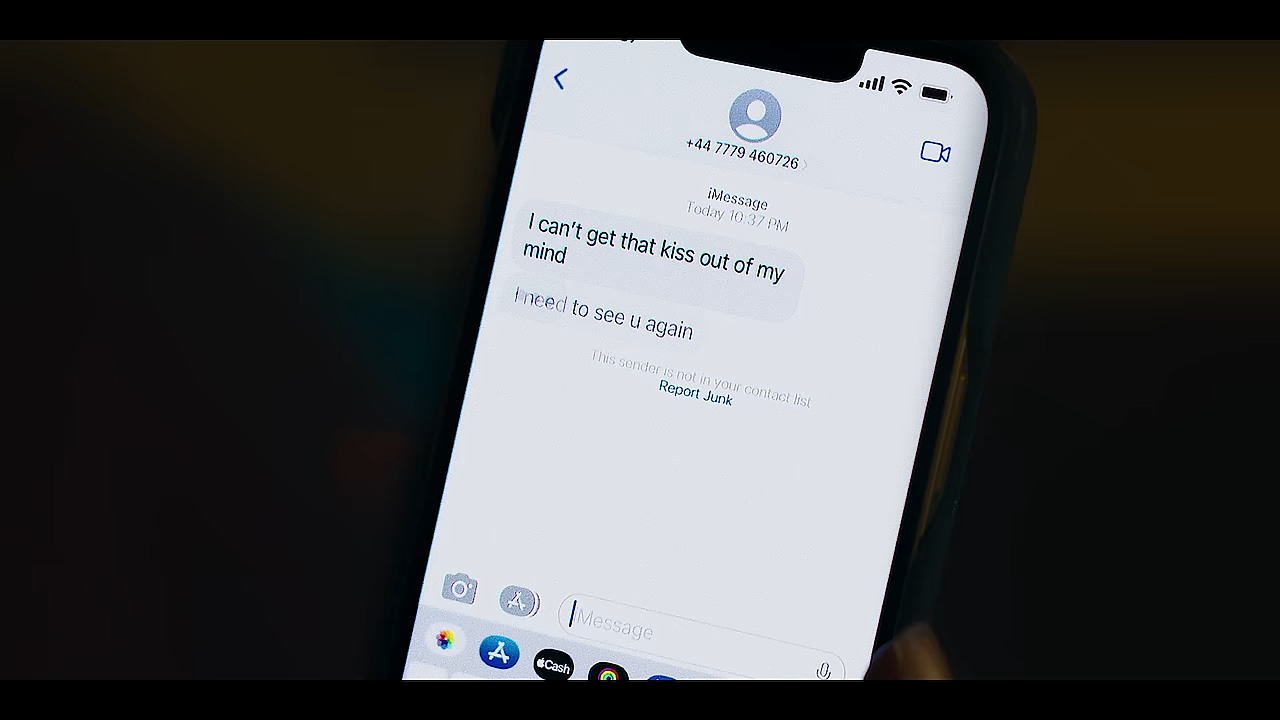 +44 7779 460726
iMessage
Today 10:37 PM
I can't get that kiss out of my
mind
I need to see u again
This sender is not in your contact list
Report Junk
iMessage
Cash